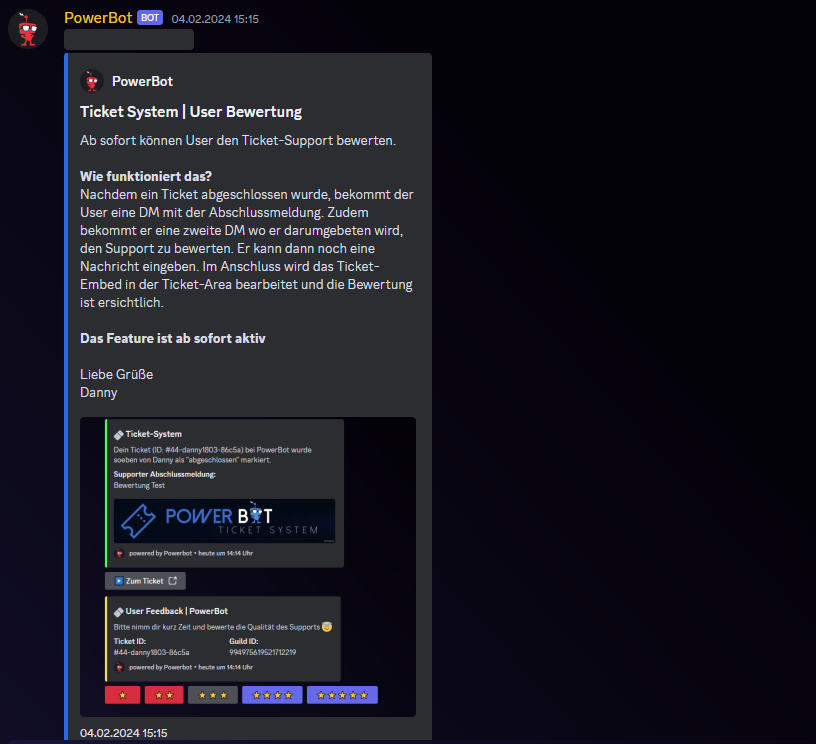 PowerBot BOT 04.02.2024 15:15
PowerBot
Ticket System | User Bewertung
Ab sofort können User den Ticket-Support bewerten.
Wie funktioniert das?
Nachdem ein Ticket abgeschlossen wurde, bekommt der
User eine DM mit der Abschlussmeldung. Zudem
bekommt er eine zweite DM wo er darumgebeten wird,
den Support zu bewerten. Er kann dann noch eine
Nachricht eingeben. Im Anschluss wird das Ticket-
Embed in der Ticket-Area bearbeitet und die Bewertung
ist ersichtlich.
Das Feature ist ab sofort aktiv
Liebe Grüße
Danny
Ticket-System
Dein Ticket (ID: #44-danny1803-86c5a) bei PowerBot wurde
soeben von Danny als "abgeschlossen" markiert.
Supporter Abschlussmeldung:
Bewertung Test
POWER BOT
TICKET SYSTEM
powered by Powerbot • heute um 14:14 Uhr
Zum Ticket
User Feedback | PowerBot
Bitte nimm dir kurz Zeit und bewerte die Qualität des Supports
Ticket ID: Guild ID:
#44-danny1803-86c5a 994975619521712219
powered by Powerbot • heute um 14:14 Uhr
04.02.2024 15:15